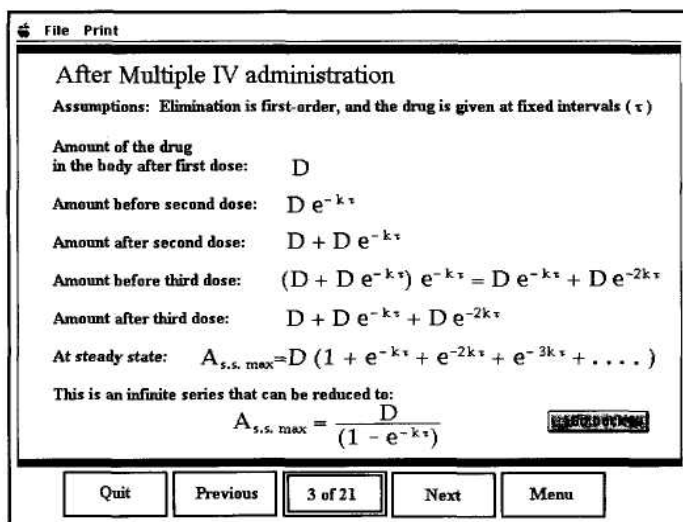 File Print
After Multiple IV administration
Assumptions: Elimination is first-order, and the drug is given at fixed intervals (τ)
Amount of the drug
in the body after first dose: D
Amount before second dose: D e^{-kτ}
Amount after second dose: D + D e^{-kτ}
Amount before third dose: (D + D e^{-kτ}) e^{-kτ} = D e^{-kτ} + D e^{-2kτ}
Amount after third dose: D + D e^{-kτ} + D e^{-2kτ}
At steady state: A_{s.s. max}=D (1 + e^{-kτ} + e^{-2kτ} + e^{-3kτ} + . . . . )
This is an infinite series that can be reduced to:
A_{s.s. max} = D / (1 - e^{-kτ})
Quit Previous 3 of 21 Next Menu